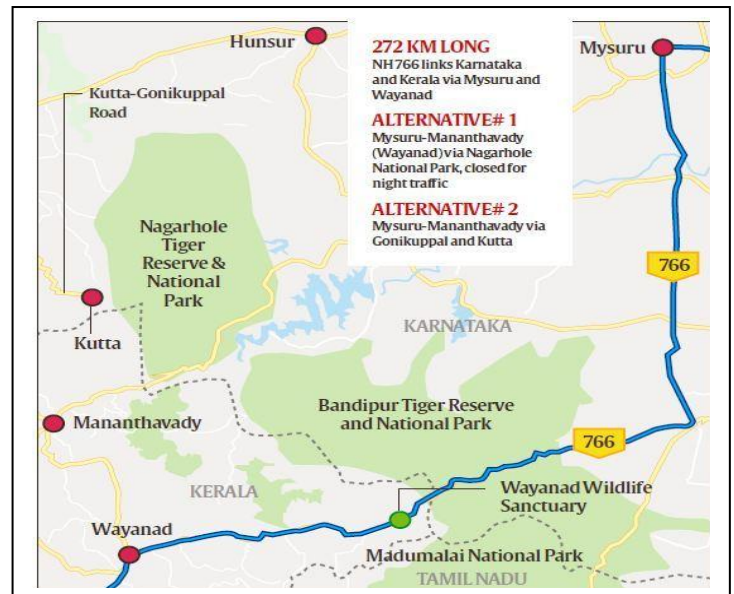 Hunsur
Kutta-Gonikuppal
Road
272 KM LONG
NH 766 links Karnataka
and Kerala via Mysuru and
Wayanad
ALTERNATIVE# 1
Mysuru-Mananthavady
(Wayanad) via Nagarhole
National Park, closed for
night traffic
ALTERNATIVE# 2
Mysuru-Mananthavady via
Gonikuppal and Kutta
Mysuru
Nagarhole
Tiger
Reserve &
National
Park
766
Kutta
KARNATAKA
Mananthavady
Bandipur Tiger Reserve
and National Park
766
KERALA
Wayanad Wildlife
Sanctuary
Wayanad
Madumalai National Park
TAMIL NADU